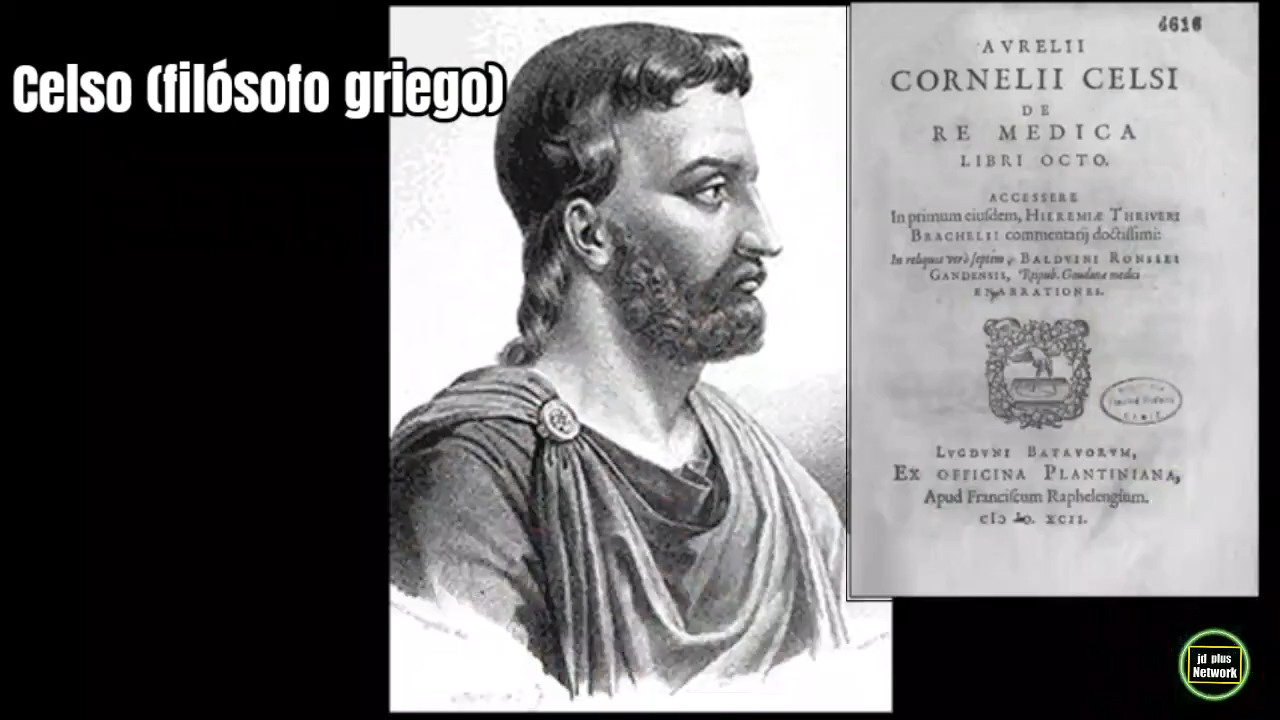 Celso (filósofo griego)
4616
AVRELII
CORNELII CELSI
DE
RE MEDICA
LIBRI OCTO.
ACCESSERE
In primum eiusdem, HIEREMIÆ THRIVERI
BRACHELII commentarij doctissimi:
In reliquos verò septem, BALDVINI RONSSEI
GANDENSIS, Reipub. Goudanæ medici
ENARRATIONES.
LVGDVNI BATAVORVM,
EX OFFICINA PLANTINIANA,
Apud Franciscum Raphelengium.
XCII.
jd plus
Network